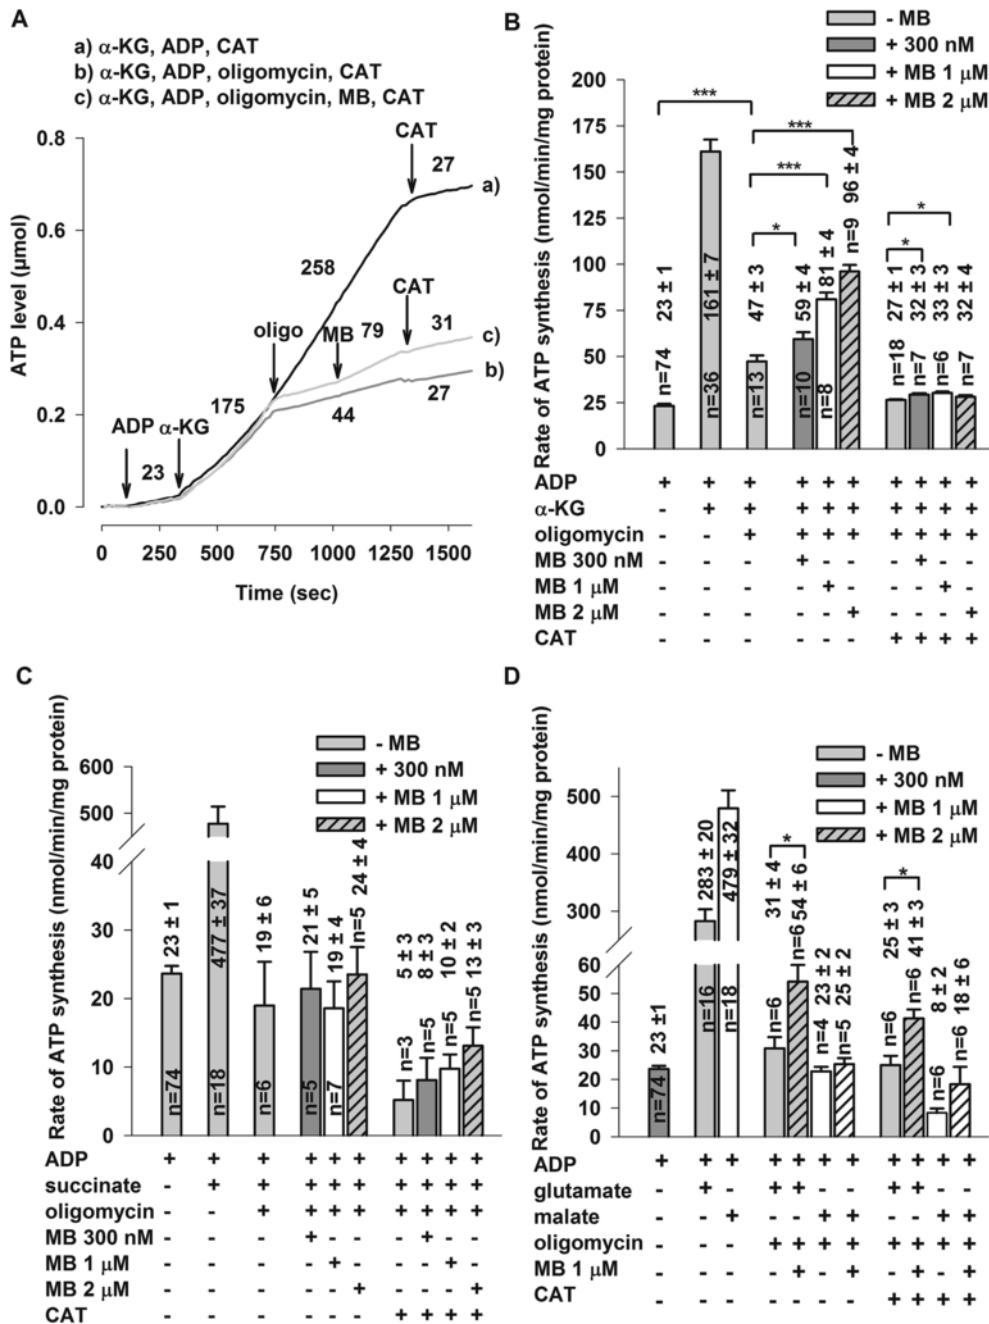 A
a) α-KG, ADP, CAT
b) α-KG, ADP, oligomycin, CAT
c) α-KG, ADP, oligomycin, MB, CAT
ATP level (μmol)
0.8
0.6
0.4
0.2
0.0
0 250 500 750 1000 1250 1500
Time (sec)
ADP α-KG
23
175
oligo
258
MB
79
44
CAT
27
CAT
31
27
a)
c)
b)
B
- MB
+ 300 nM
+ MB 1 μM
+ MB 2 μM
Rate of ATP synthesis (nmol/min/mg protein)
200
175
150
125
100
75
50
25
0
***
***
***
*
*
*
23 ± 1
n=74
161 ± 7
n=36
47 ± 3
n=13
59 ± 4
n=10
81 ± 4
n=8
96 ± 4
n=9
27 ± 1
n=18
32 ± 3
n=7
33 ± 3
n=6
32 ± 4
n=7
ADP + + + + + + + + + +
α-KG - + + + + + + + + +
oligomycin - - + + + + + + + +
MB 300 nM - - - + - - - + - -
MB 1 μM - - - - + - - - + -
MB 2 μM - - - - - + - - - +
CAT - - - - - - + + + +
C
- MB
+ 300 nM
+ MB 1 μM
+ MB 2 μM
Rate of ATP synthesis (nmol/min/mg protein)
600
500
40
30
20
10
0
23 ± 1
n=74
477 ± 37
n=18
19 ± 6
n=6
21 ± 5
n=5
19 ± 4
n=7
24 ± 4
n=5
5 ± 3
n=3
8 ± 3
n=5
10 ± 2
n=5
13 ± 3
n=5
ADP + + + + + + + + + +
succinate - + + + + + + + + +
oligomycin - - + + + + + + + +
MB 300 nM - - - + - - - + - -
MB 1 μM - - - - + - - - + -
MB 2 μM - - - - - + - - - +
CAT - - - - - - + + + +
D
- MB
+ 300 nM
+ MB 1 μM
+ MB 2 μM
Rate of ATP synthesis (nmol/min/mg protein)
500
400
300
60
50
40
30
20
10
0
*
*
23 ±1
n=74
283 ± 20
n=16
479 ± 32
n=18
31 ± 4
n=6
54 ± 6
n=6
23 ± 2
n=4
25 ± 2
n=5
25 ± 3
n=6
41 ± 3
n=6
8 ± 2
n=6
18 ± 6
n=6
ADP + + + + + + + + + + +
glutamate - + - + + - - + + - -
malate - - + - - + + - - + +
oligomycin - - - + + + + + + + +
MB 1 μM - - - - + - + - + - +
CAT - - - - - - - + + + +